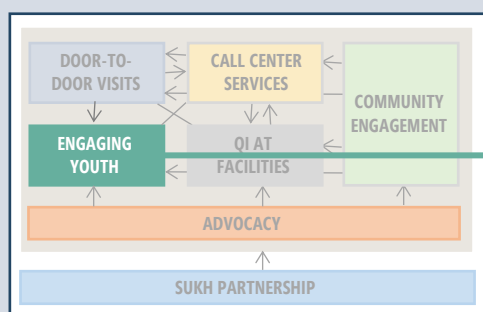 DOOR-TO-
DOOR VISITS
CALL CENTER
SERVICES
COMMUNITY
ENGAGEMENT
ENGAGING
YOUTH
QI AT
FACILITIES
ADVOCACY
SUKH PARTNERSHIP